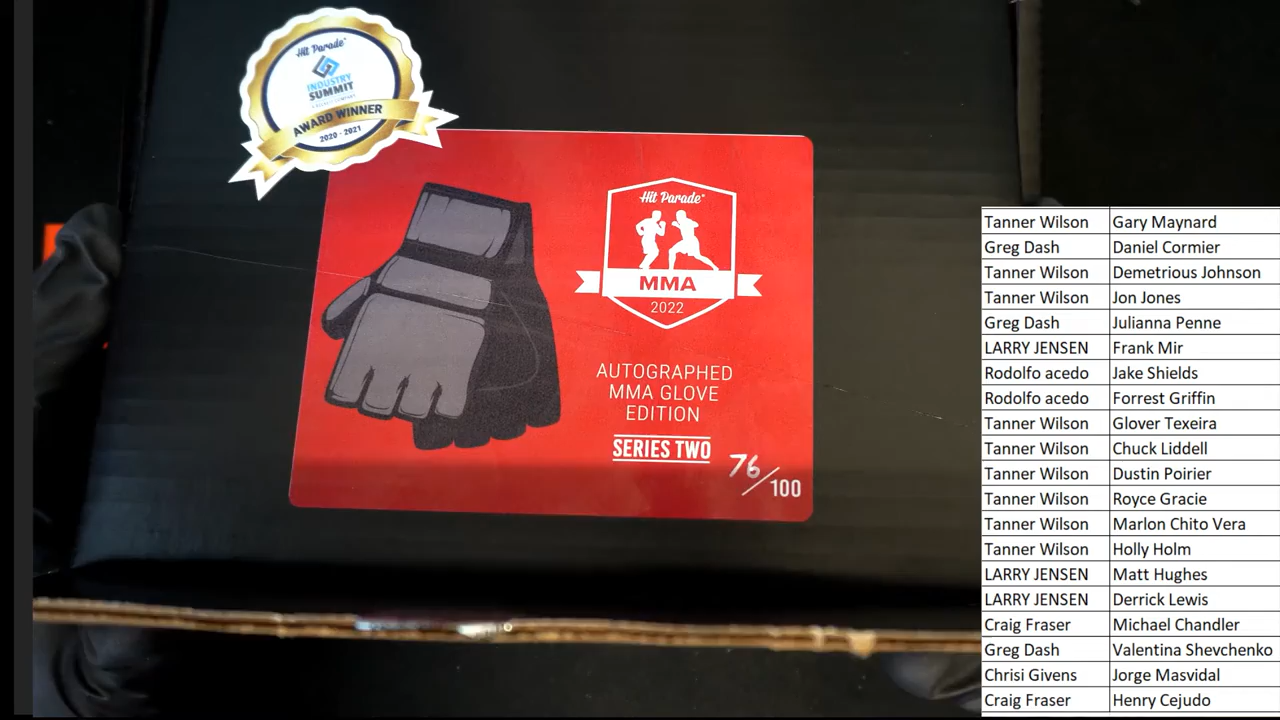 Hit Parade®
INDUSTRY
SUMMIT
AWARD WINNER
2020 - 2021
Hit Parade®
MMA
2022
AUTOGRAPHED
MMA GLOVE
EDITION
SERIES TWO
76/100
Tanner Wilson Gary Maynard
Greg Dash Daniel Cormier
Tanner Wilson Demetrious Johnson
Tanner Wilson Jon Jones
Greg Dash Julianna Penne
LARRY JENSEN Frank Mir
Rodolfo acedo Jake Shields
Rodolfo acedo Forrest Griffin
Tanner Wilson Glover Texeira
Tanner Wilson Chuck Liddell
Tanner Wilson Dustin Poirier
Tanner Wilson Royce Gracie
Tanner Wilson Marlon Chito Vera
Tanner Wilson Holly Holm
LARRY JENSEN Matt Hughes
LARRY JENSEN Derrick Lewis
Craig Fraser Michael Chandler
Greg Dash Valentina Shevchenko
Chrisi Givens Jorge Masvidal
Craig Fraser Henry Cejudo